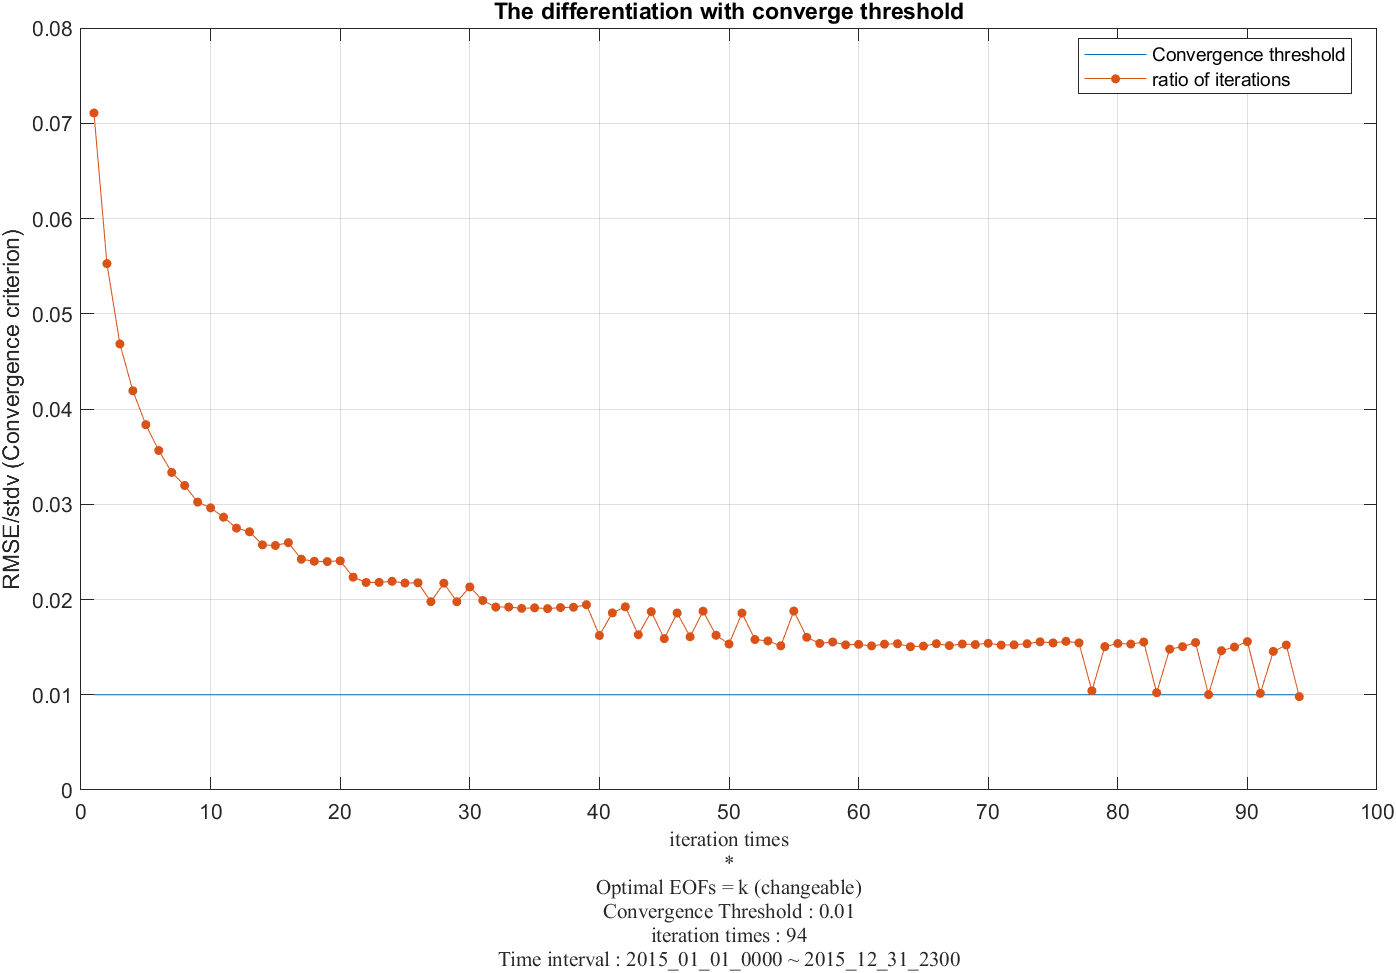 The differentiation with converge threshold
Convergence threshold
ratio of iterations
RMSE/stdv (Convergence criterion)
0.08
0.07
0.06
0.05
0.04
0.03
0.02
0.01
0
0 10 20 30 40 50 60 70 80 90 100
iteration times
*
Optimal EOFs = k (changeable)
Convergence Threshold : 0.01
iteration times : 94
Time interval : 2015_01_01_0000 ~ 2015_12_31_2300